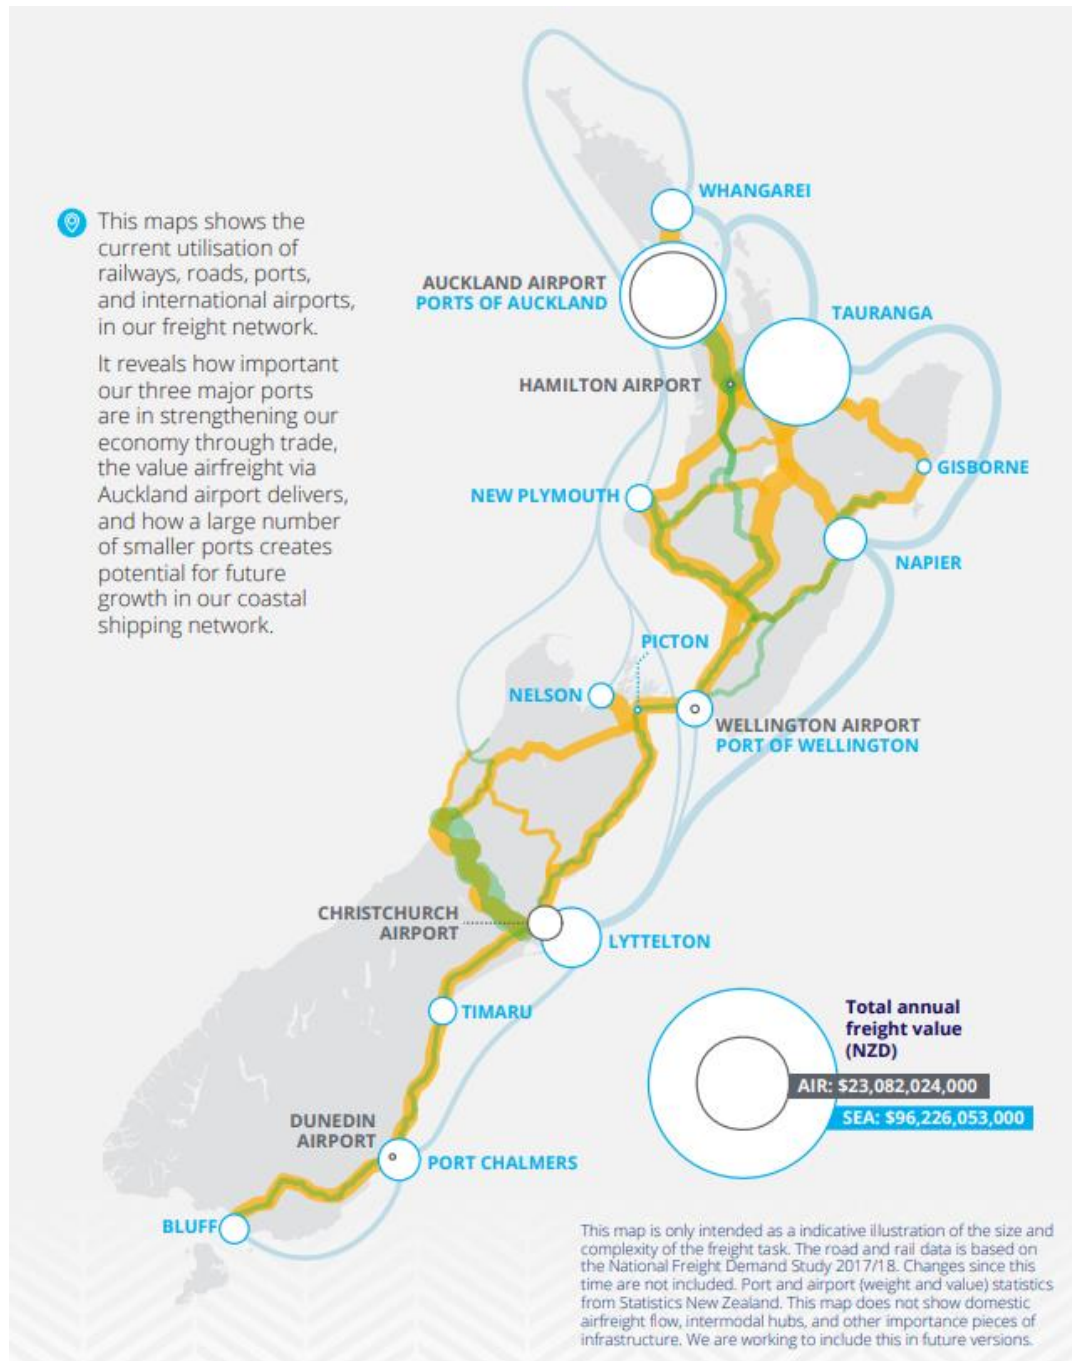 WHANGAREI
This maps shows the
current utilisation of
railways, roads, ports,
and international airports,
in our freight network.
It reveals how important
our three major ports
are in strengthening our
economy through trade,
the value airfreight via
Auckland airport delivers,
and how a large number
of smaller ports creates
potential for future
growth in our coastal
shipping network.
AUCKLAND AIRPORT
PORTS OF AUCKLAND
TAURANGA
HAMILTON AIRPORT
GISBORNE
NEW PLYMOUTH
NAPIER
PICTON
NELSON
WELLINGTON AIRPORT
PORT OF WELLINGTON
CHRISTCHURCH
AIRPORT
LYTTELTON
TIMARU
Total annual
freight value
(NZD)
AIR: $23,082,024,000
SEA: $96,226,053,000
DUNEDIN
AIRPORT
PORT CHALMERS
BLUFF
This map is only intended as a indicative illustration of the size and
complexity of the freight task. The road and rail data is based on
the National Freight Demand Study 2017/18. Changes since this
time are not included. Port and airport (weight and value) statistics
from Statistics New Zealand. This map does not show domestic
airfreight flow, intermodal hubs, and other importance pieces of
infrastructure. We are working to include this in future versions.